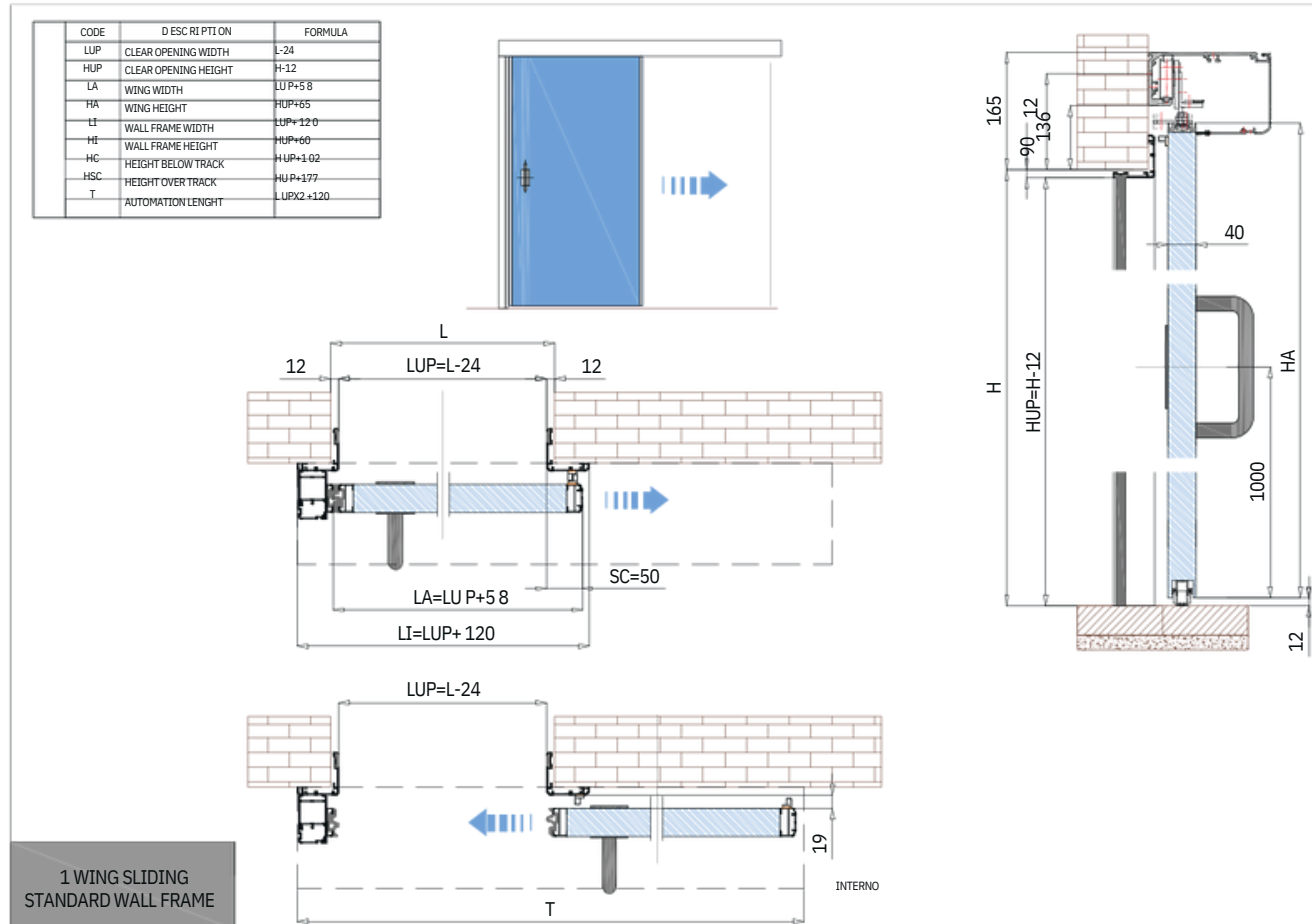 CODE D ESC RI PTI ON FORMULA
LUP CLEAR OPENING WIDTH L-24
HUP CLEAR OPENING HEIGHT H-12
LA WING WIDTH LU P+5 8
HA WING HEIGHT HUP+65
LI WALL FRAME WIDTH LUP+ 12 0
HI WALL FRAME HEIGHT HUP+60
HC HEIGHT BELOW TRACK H UP+1 02
HSC HEIGHT OVER TRACK HU P+177
T AUTOMATION LENGHT L UPX2 +120
165
90
136
12
40
H
HUP=H-12
HA
1000
12
L
12 LUP=L-24 12
SC=50
LA=LU P+5 8
LI=LUP+ 120
LUP=L-24
19
INTERNO
T
1 WING SLIDING
STANDARD WALL FRAME